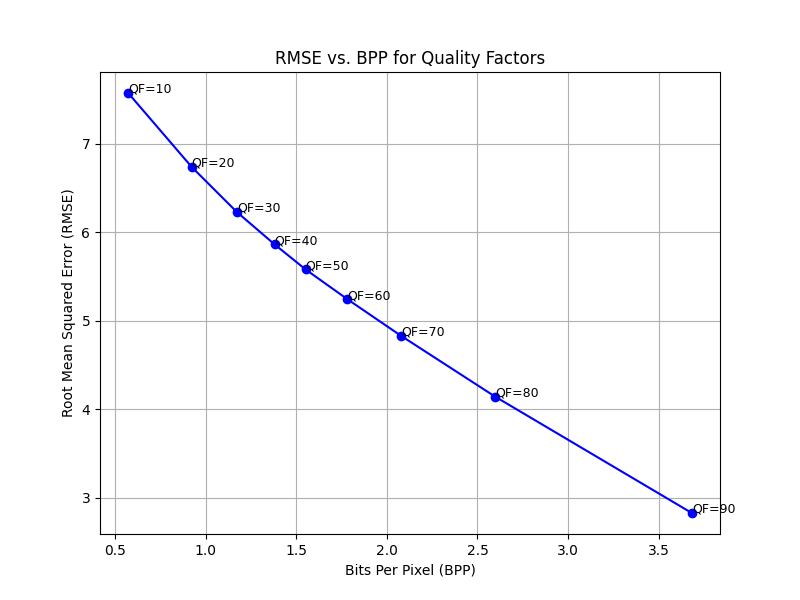 RMSE vs. BPP for Quality Factors
Root Mean Squared Error (RMSE)
7
6
5
4
3
QF=10
QF=20
QF=30
QF=40
QF=50
QF=60
QF=70
QF=80
QF=90
0.5 1.0 1.5 2.0 2.5 3.0 3.5
Bits Per Pixel (BPP)